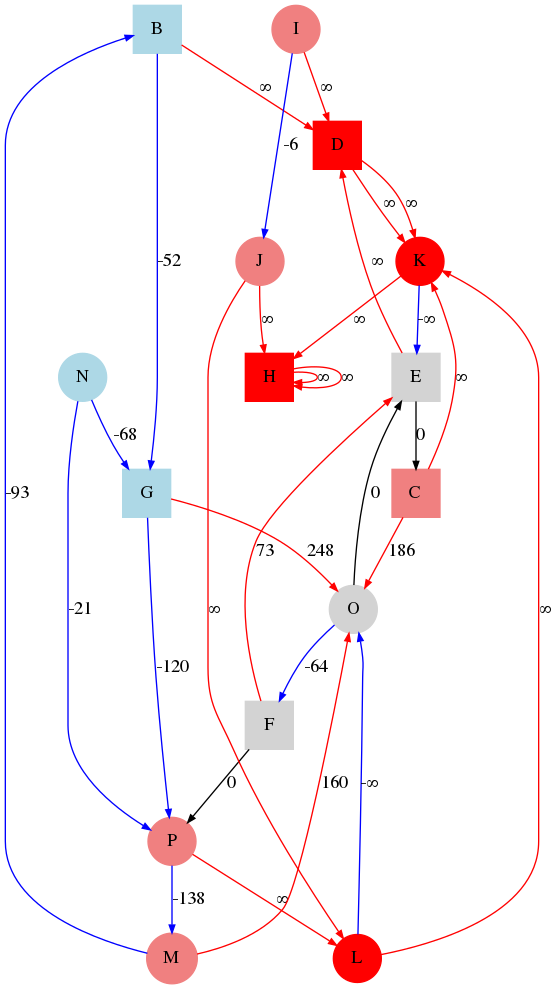 B I
∞ ∞
D
-6
∞ ∞
-52 J ∞ K
∞ ∞ -∞
N H ∞ ∞ E ∞
-68 0
-93 G C
73 248 186
-21 ∞ O 0 ∞
-120 -64
F
0 160 -∞
P
-138 ∞
M L